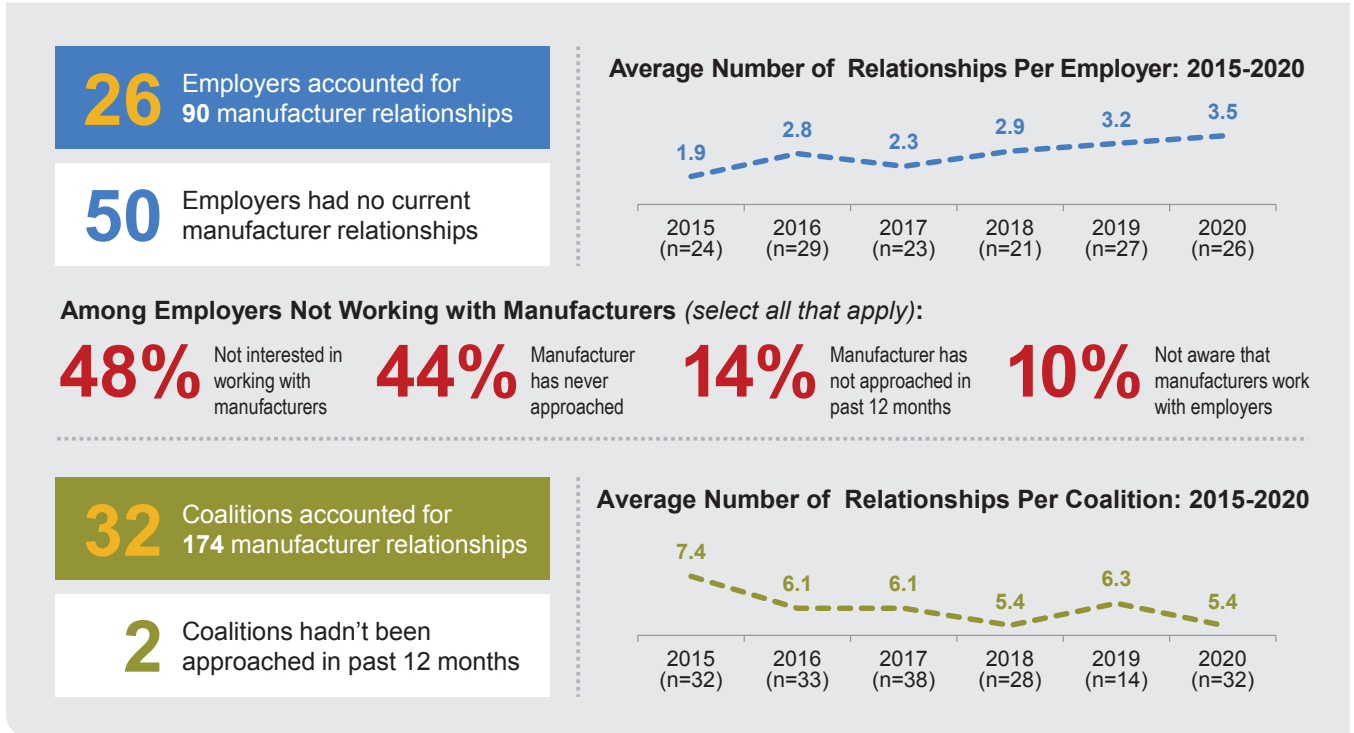 26 Employers accounted for
90 manufacturer relationships
50 Employers had no current
manufacturer relationships
Average Number of Relationships Per Employer: 2015-2020
1.9 2.8 2.3 2.9 3.2 3.5
2015 2016 2017 2018 2019 2020
(n=24) (n=29) (n=23) (n=21) (n=27) (n=26)
Among Employers Not Working with Manufacturers (select all that apply):
48% Not interested in
working with
manufacturers
44% Manufacturer
has never
approached
14% Manufacturer has
not approached in
past 12 months
10% Not aware that
manufacturers work
with employers
32 Coalitions accounted for
174 manufacturer relationships
2 Coalitions hadn’t been
approached in past 12 months
Average Number of Relationships Per Coalition: 2015-2020
7.4 6.1 6.1 5.4 6.3 5.4
2015 2016 2017 2018 2019 2020
(n=32) (n=33) (n=38) (n=28) (n=14) (n=32)